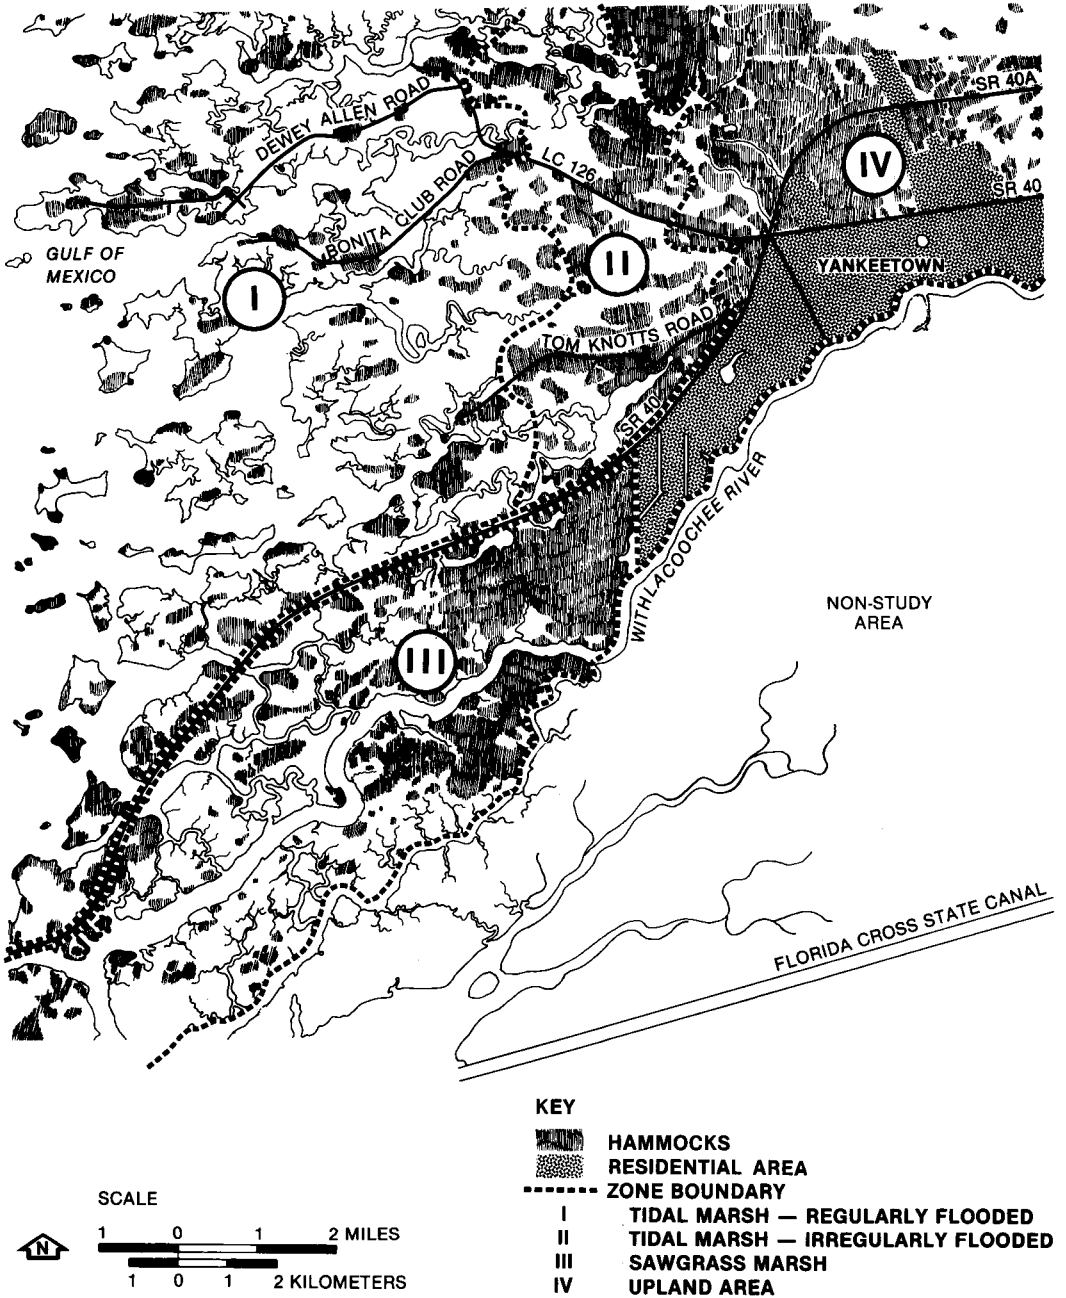 SR 40A
DEWEY ALLEN ROAD
LC 126
IV
BONITA CLUB ROAD
SR 40
GULF OF
MEXICO
II
YANKEETOWN
I
TOM KNOTTS ROAD
SR 40
WITHLACOOCHEE RIVER
NON-STUDY
AREA
III
FLORIDA CROSS STATE CANAL
KEY
HAMMOCKS
RESIDENTIAL AREA
ZONE BOUNDARY
I TIDAL MARSH — REGULARLY FLOODED
II TIDAL MARSH — IRREGULARLY FLOODED
III SAWGRASS MARSH
IV UPLAND AREA
SCALE
1 0 1 2 MILES
1 0 1 2 KILOMETERS
N